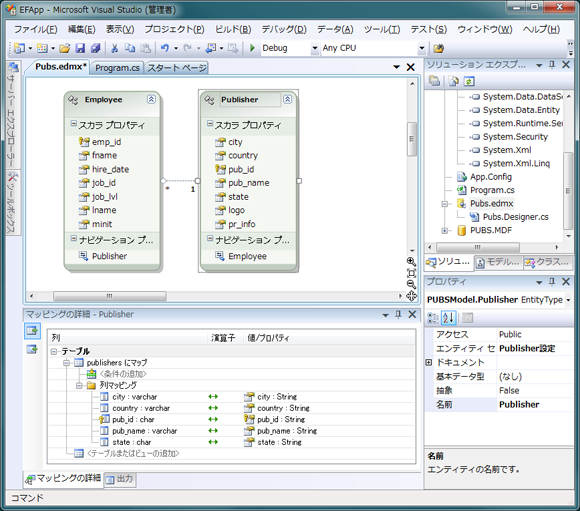 EFApp - Microsoft Visual Studio (管理者)
ファイル(F) 編集(E) 表示(V) プロジェクト(P) ビルド(B) デバッグ(D) データ(A) ツール(T) テスト(S) ウィンドウ(W) ヘルプ(H)
Debug Any CPU
サーバー エクスプローラー
ツールボックス
Pubs.edmx* Program.cs スタート ページ
Employee
スカラ プロパティ
emp_id
fname
hire_date
job_id
job_lvl
lname
minit
ナビゲーション プ...
Publisher
* 1
Publisher
スカラ プロパティ
city
country
pub_id
pub_name
state
logo
pr_info
ナビゲーション プ...
Employee
マッピングの詳細 - Publisher
列 演算子 値/プロパティ
テーブル
publishers にマップ
<条件の追加>
列マッピング
city : varchar city : String
country : varchar country : String
pub_id : char pub_id : String
pub_name : varchar pub_name : String
state : char state : String
<テーブルまたはビューの追加>
マッピングの詳細 出力
ソリューション エクスプ...
System.Data.DataSe
System.Data.Entity
System.Runtime.Ser
System.Security
System.Xml
System.Xml.Linq
App.Config
Program.cs
Pubs.edmx
Pubs.Designer.cs
PUBS.MDF
ソリュ... モデル... クラス...
プロパティ
PUBSModel.Publisher EntityType
アクセス Public
エンティティ セ Publisher設定
ドキュメント
基本データ型 (なし)
抽象 False
名前 Publisher
名前
エンティティの名前です。
コマンド